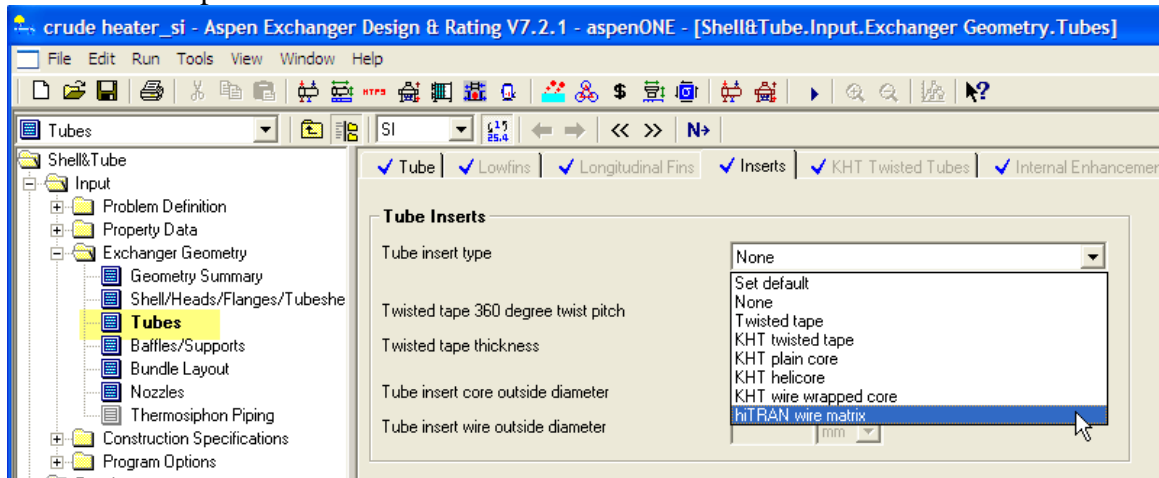 crude heater_si - Aspen Exchanger Design & Rating V7.2.1 - aspenONE - [Shell&Tube.Input.Exchanger Geometry.Tubes]
File Edit Run Tools View Window Help
Tubes SI N→
Shell&Tube
Input
Problem Definition
Property Data
Exchanger Geometry
Geometry Summary
Shell/Heads/Flanges/Tubeshe
Tubes
Baffles/Supports
Bundle Layout
Nozzles
Thermosiphon Piping
Construction Specifications
Program Options
Tube Lowfins Longitudinal Fins Inserts KHT Twisted Tubes Internal Enhancemen
Tube Inserts
Tube insert type None
Set default
None
Twisted tape
KHT twisted tape
KHT plain core
KHT helicore
KHT wire wrapped core
hiTRAN wire matrix
Twisted tape 360 degree twist pitch
Twisted tape thickness
Tube insert core outside diameter
Tube insert wire outside diameter mm